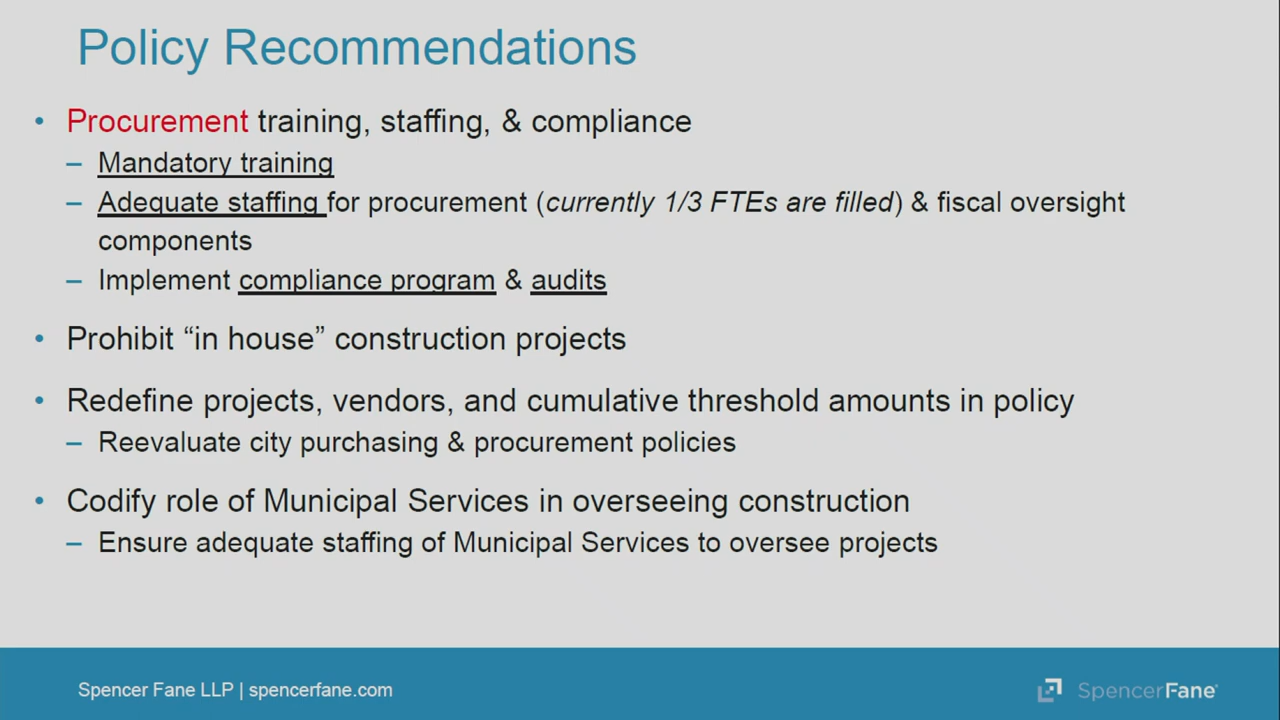 Policy Recommendations
• Procurement training, staffing, & compliance
– Mandatory training
– Adequate staffing for procurement (currently 1/3 FTEs are filled) & fiscal oversight
components
– Implement compliance program & audits
• Prohibit “in house” construction projects
• Redefine projects, vendors, and cumulative threshold amounts in policy
– Reevaluate city purchasing & procurement policies
• Codify role of Municipal Services in overseeing construction
– Ensure adequate staffing of Municipal Services to oversee projects
Spencer Fane LLP | spencerfane.com
SpencerFane